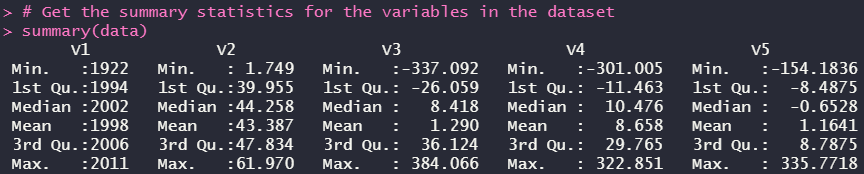 > # Get the summary statistics for the variables in the dataset
> summary(data)
       v1             v2               v3                 v4                 v5
 Min.   :1922   Min.   : 1.749   Min.   :-337.092   Min.   :-301.005   Min.   :-154.1836
 1st Qu.:1994   1st Qu.:39.955   1st Qu.: -26.059   1st Qu.: -11.463   1st Qu.:  -8.4875
 Median :2002   Median :44.258   Median :   8.418   Median :  10.476   Median :  -0.6528
 Mean   :1998   Mean   :43.387   Mean   :   1.290   Mean   :   8.658   Mean   :   1.1641
 3rd Qu.:2006   3rd Qu.:47.834   3rd Qu.:  36.124   3rd Qu.:  29.765   3rd Qu.:   8.7875
 Max.   :2011   Max.   :61.970   Max.   : 384.066   Max.   : 322.851   Max.   : 335.7718